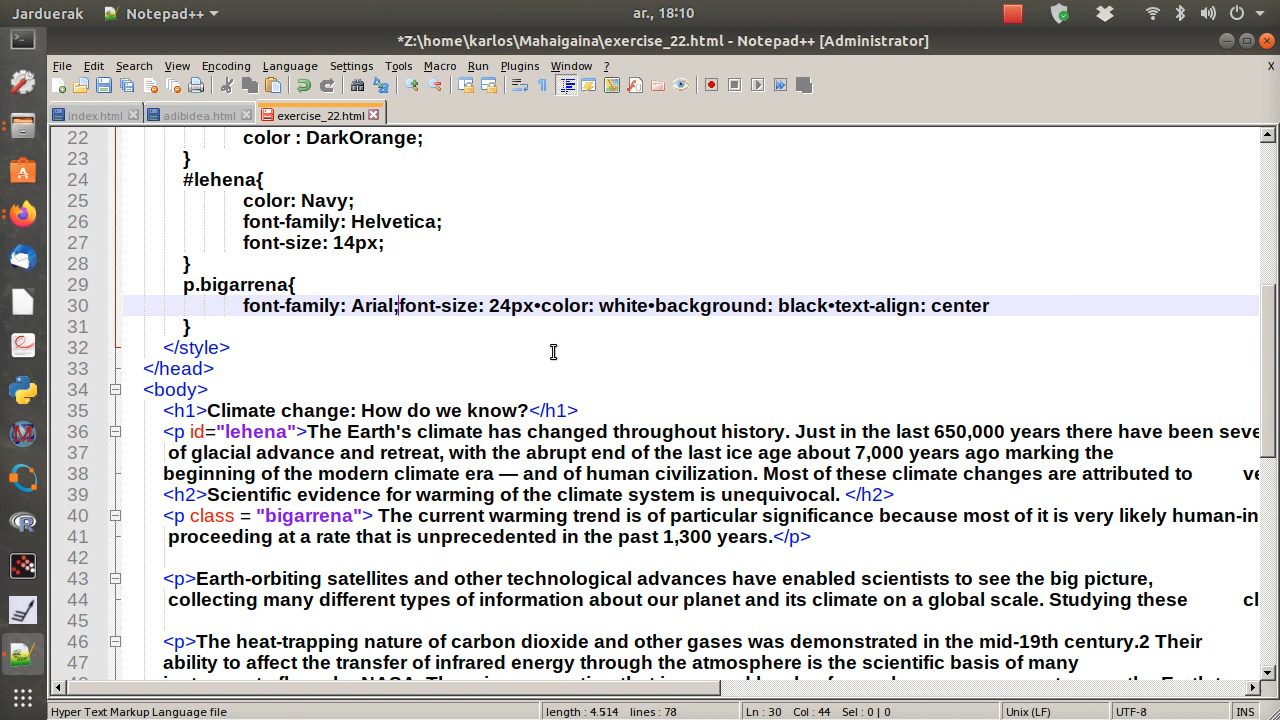 Jarduerak
Notepad++
ar., 18:10
*Z:\home\karlos\Mahaigaina\exercise_22.html - Notepad++ [Administrator]
File Edit Search View Encoding Language Settings Tools Macro Run Plugins Window ? X
index.html adibidea.html exercise_22.html
22 color : DarkOrange;
23 }
24 #lehena{
25 color: Navy;
26 font-family: Helvetica;
27 font-size: 14px;
28 }
29 p.bigarrena{
30 font-family: Arial;font-size: 24px•color: white•background: black•text-align: center
31 }
32 </style>
33 </head>
34 <body>
35 <h1>Climate change: How do we know?</h1>
36 <p id="lehena">The Earth's climate has changed throughout history. Just in the last 650,000 years there have been seve
37 of glacial advance and retreat, with the abrupt end of the last ice age about 7,000 years ago marking the
38 beginning of the modern climate era — and of human civilization. Most of these climate changes are attributed to ve
39 <h2>Scientific evidence for warming of the climate system is unequivocal. </h2>
40 <p class = "bigarrena"> The current warming trend is of particular significance because most of it is very likely human-in
41 proceeding at a rate that is unprecedented in the past 1,300 years.</p>
42
43 <p>Earth-orbiting satellites and other technological advances have enabled scientists to see the big picture,
44 collecting many different types of information about our planet and its climate on a global scale. Studying these cl
45
46 <p>The heat-trapping nature of carbon dioxide and other gases was demonstrated in the mid-19th century.2 Their
47 ability to affect the transfer of infrared energy through the atmosphere is the scientific basis of many
Hyper Text Markup Language file length : 4.514 lines : 78 Ln : 30 Col : 44 Sel : 0 | 0 Unix (LF) UTF-8 INS